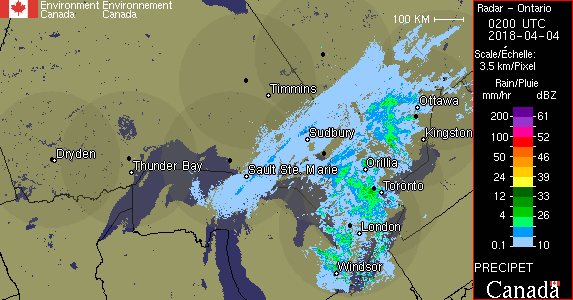 Environment Environnement
Canada Canada
100 KM
Timmins
Ottawa
Sudbury
Kingston
Dryden
Thunder Bay
Sault Ste. Marie
Orillia
Toronto
London
Windsor
Radar - Ontario
0200 UTC
2018-04-04
Scale/Échelle:
3.5 km/Pixel
Rain/Pluie
mm/hr dBZ
200 61
100 52
50 46
24 39
12 33
4 26
0.1 10
PRECIPET
Canada